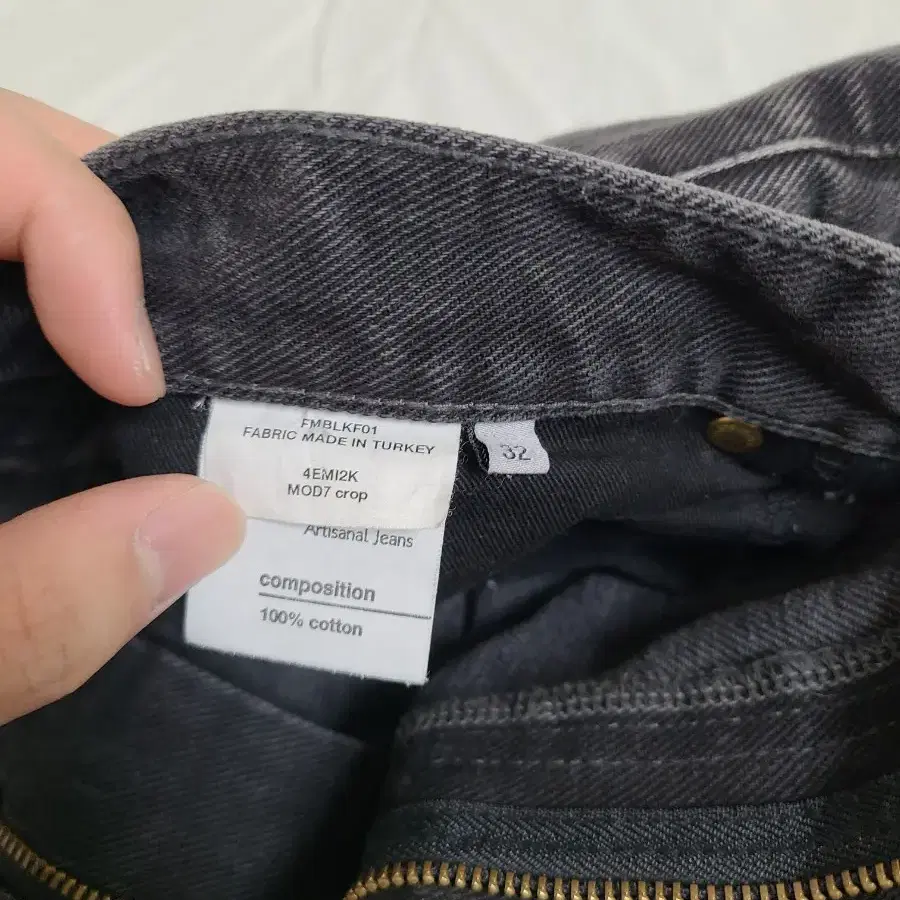 FMBLKF01
FABRIC MADE IN TURKEY
4EMI2K
MOD7 crop
32
Artisanal Jeans
composition
100% cotton